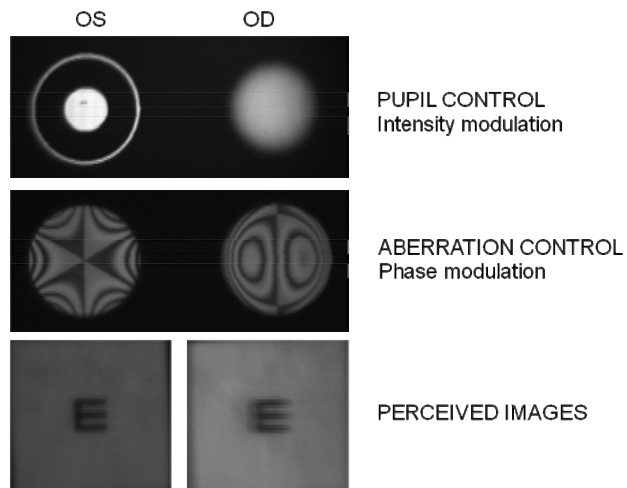 OS OD
PUPIL CONTROL
Intensity modulation
ABERRATION CONTROL
Phase modulation
E E
PERCEIVED IMAGES